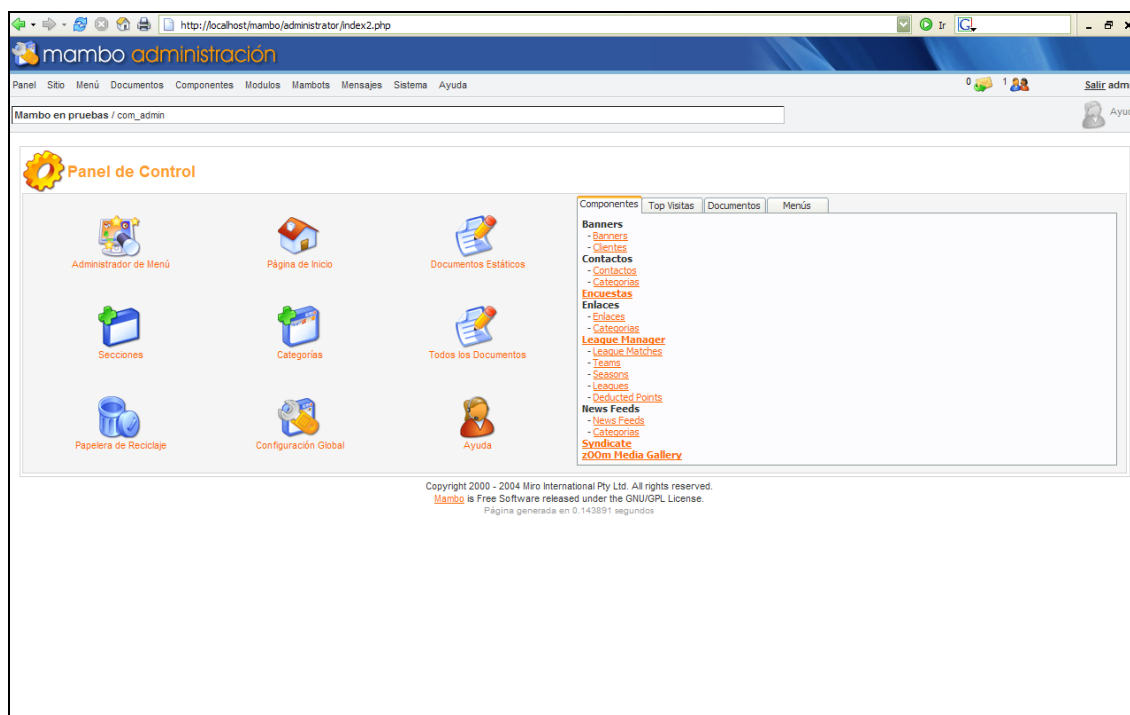 http://localhost/mambo/administrator/index2.php Ir G
mambo administración
Panel Sitio Menú Documentos Componentes Modulos Mambots Mensajes Sistema Ayuda 0 1 Salir adm
Mambo en pruebas / com_admin Ayu
Panel de Control
Administrador de Menú Página de Inicio Documentos Estáticos
Secciones Categorías Todos los Documentos
Papelera de Reciclaje Configuración Global Ayuda
Componentes Top Visitas Documentos Menús
Banners
- Banners
- Clientes
Contactos
- Contactos
- Categorias
Encuestas
Enlaces
- Enlaces
- Categorias
League Manager
- League Matches
- Teams
- Seasons
- Leagues
- Deducted Points
News Feeds
- News Feeds
- Categorias
Syndicate
zOOm Media Gallery
Copyright 2000 - 2004 Miro International Pty Ltd. All rights reserved.
Mambo is Free Software released under the GNU/GPL License.
Página generada en 0.143891 segundos